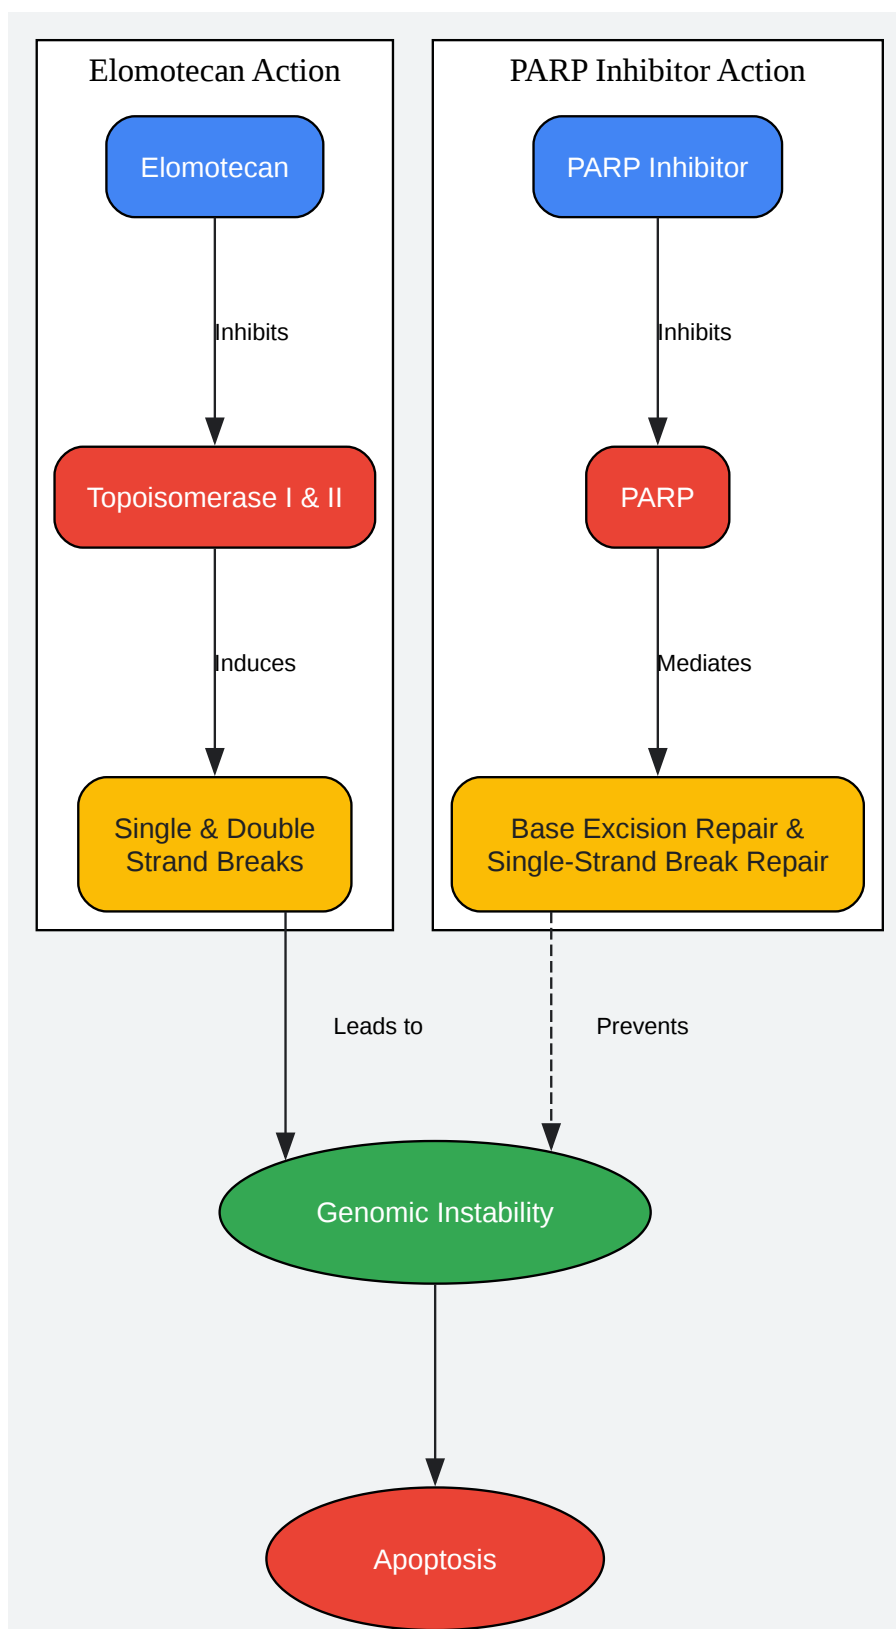 Elomotecan Action
Elomotecan
Inhibits
Topoisomerase I & II
Induces
Single & Double
Strand Breaks
PARP Inhibitor Action
PARP Inhibitor
Inhibits
PARP
Mediates
Base Excision Repair &
Single-Strand Break Repair
Leads to
Prevents
Genomic Instability
Apoptosis